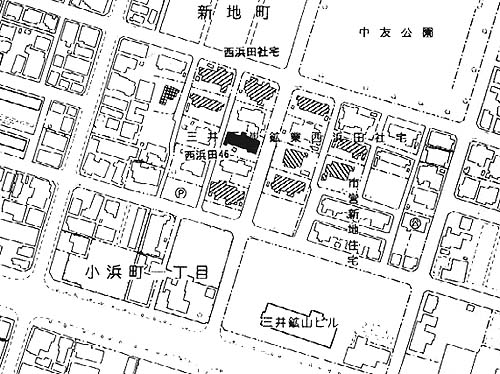 新地町
中友公園
西浜田社宅
三井 鉱業西浜田社宅
西浜田46
市営新地住宅
P
小浜町一丁目
三井鉱山ビル